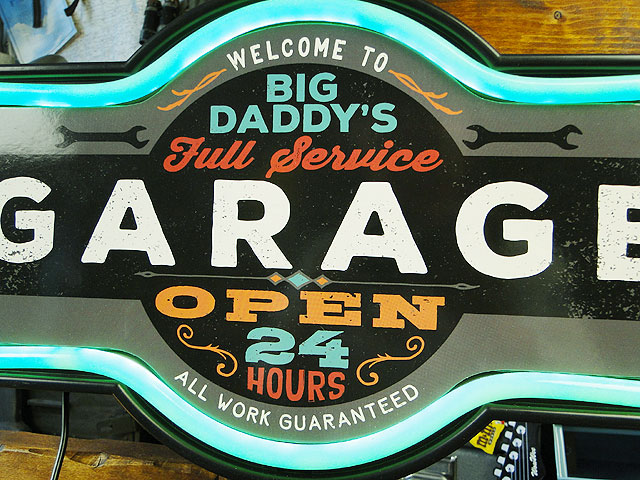 WELCOME TO
BIG
DADDY'S
Full Service
GARAGE
OPEN
24
HOURS
ALL WORK GUARANTEED